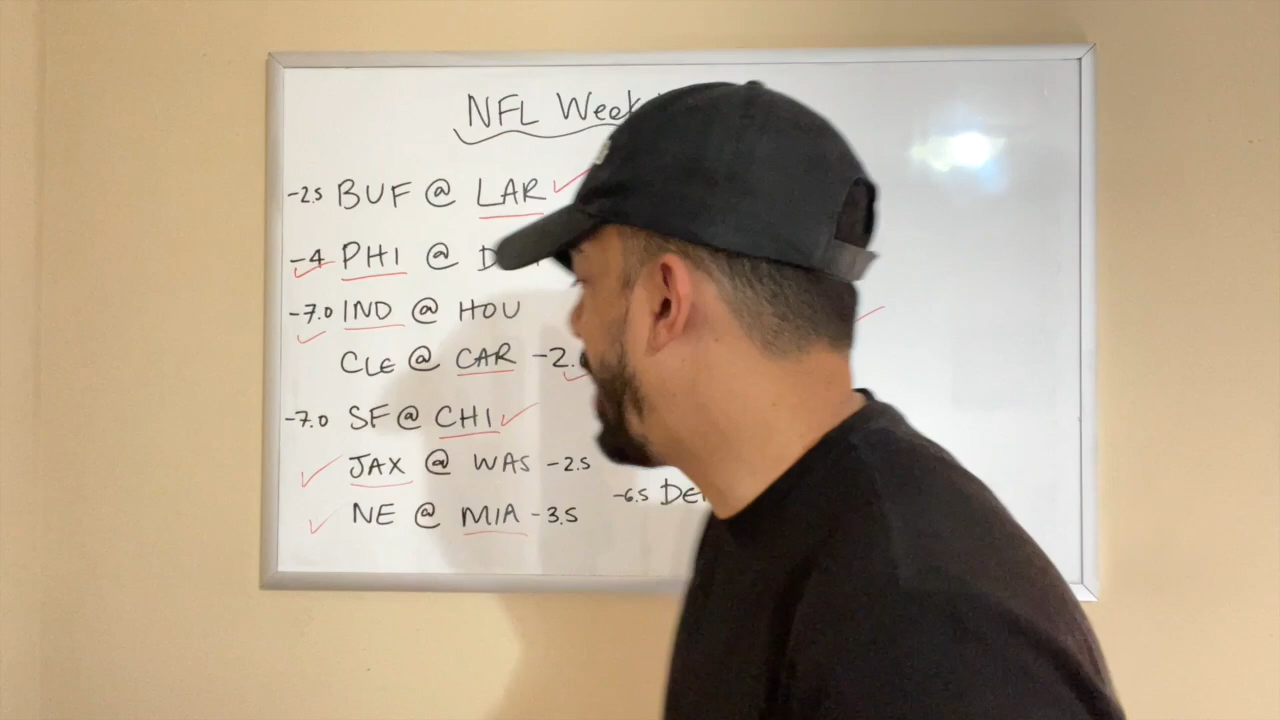 NFL Week
-2.5 BUF @ LAR
-4 PHI @
-7.0 IND @ HOU
CLE @ CAR -2.
-7.0 SF @ CHI
JAX @ WAS -2.5
NE @ MIA -3.5
-6.5